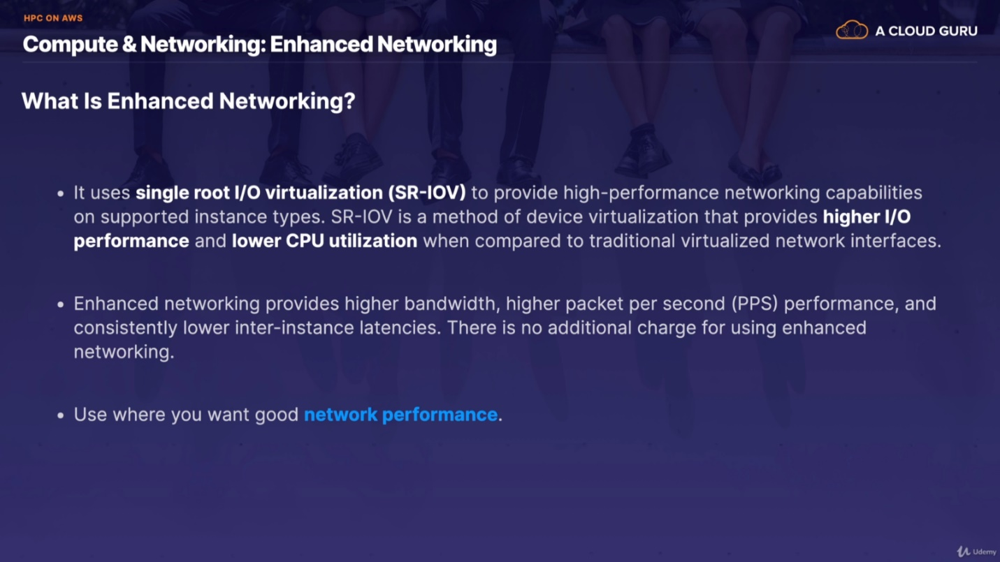 HPC ON AWS
A CLOUD GURU
Compute & Networking: Enhanced Networking
What Is Enhanced Networking?
• It uses single root I/O virtualization (SR-IOV) to provide high-performance networking capabilities
on supported instance types. SR-IOV is a method of device virtualization that provides higher I/O
performance and lower CPU utilization when compared to traditional virtualized network interfaces.
• Enhanced networking provides higher bandwidth, higher packet per second (PPS) performance, and
consistently lower inter-instance latencies. There is no additional charge for using enhanced
networking.
• Use where you want good network performance.
Udemy